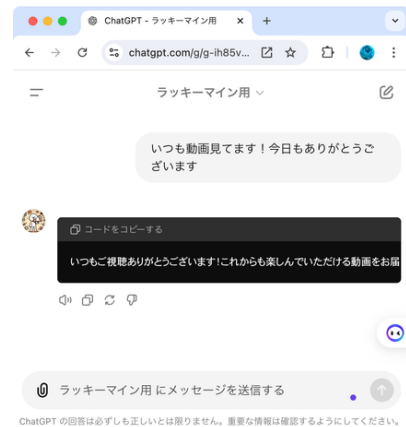 ChatGPT - ラッキーマイン用
chatgpt.com/g/g-ih85v...
ラッキーマイン用
いつも動画見てます！今日もありがとうご
ざいます
コードをコピーする
いつもご視聴ありがとうございます！これからも楽しんでいただける動画をお届
ラッキーマイン用 にメッセージを送信する
ChatGPT の回答は必ずしも正しいとは限りません。重要な情報は確認するようにしてください。